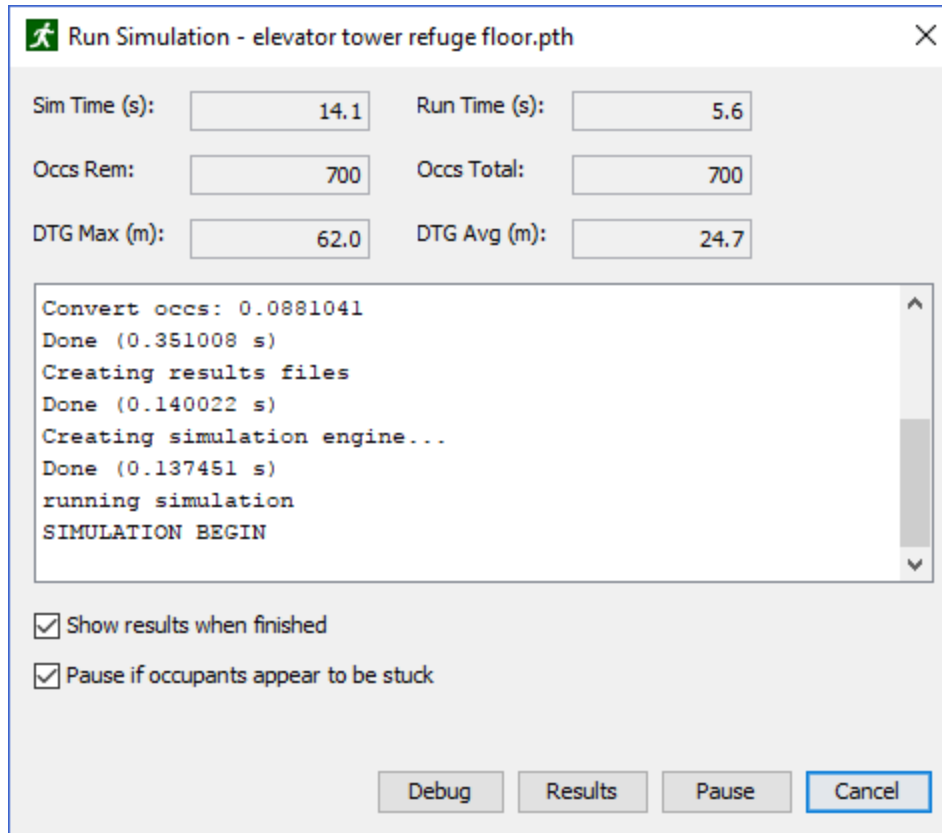 Run Simulation - elevator tower refuge floor.pth
Sim Time (s): 14.1 Run Time (s): 5.6
Occs Rem: 700 Occs Total: 700
DTG Max (m): 62.0 DTG Avg (m): 24.7
Convert occs: 0.0881041
Done (0.351008 s)
Creating results files
Done (0.140022 s)
Creating simulation engine...
Done (0.137451 s)
running simulation
SIMULATION BEGIN
Show results when finished
Pause if occupants appear to be stuck
Debug Results Pause Cancel